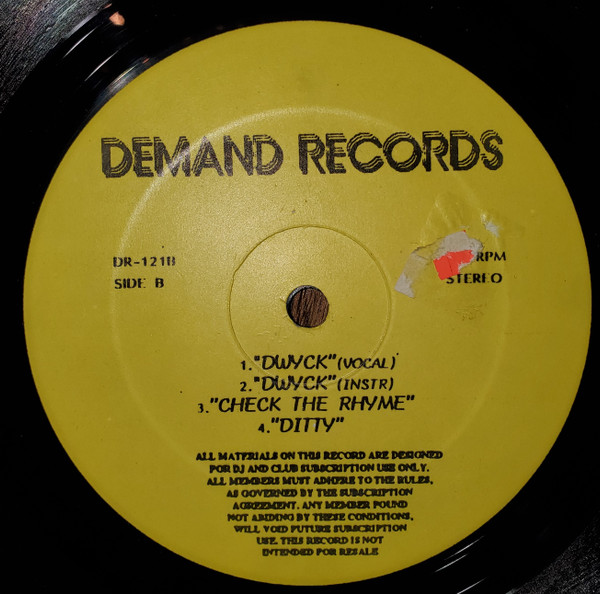 DEMAND RECORDS
DR-121B
SIDE B
RPM
STEREO
1."DWYCK"(VOCAL)
2."DWYCK"(INSTR)
3."CHECK THE RHYME"
4."DITTY"
ALL MATERIALS ON THIS RECORD ARE DESIGNED
FOR DJ AND CLUB SUBSCRIPTION USE ONLY.
ALL MEMBERS MUST ADHERE TO THE RULES,
AS GOVERNED BY THE SUBSCRIPTION
AGREEMENT. ANY MEMBER FOUND
NOT ABIDING BY THESE CONDITIONS,
WILL VOID FUTURE SUBSCRIPTION
USE. THIS RECORD IS NOT
INTENDED FOR RESALE